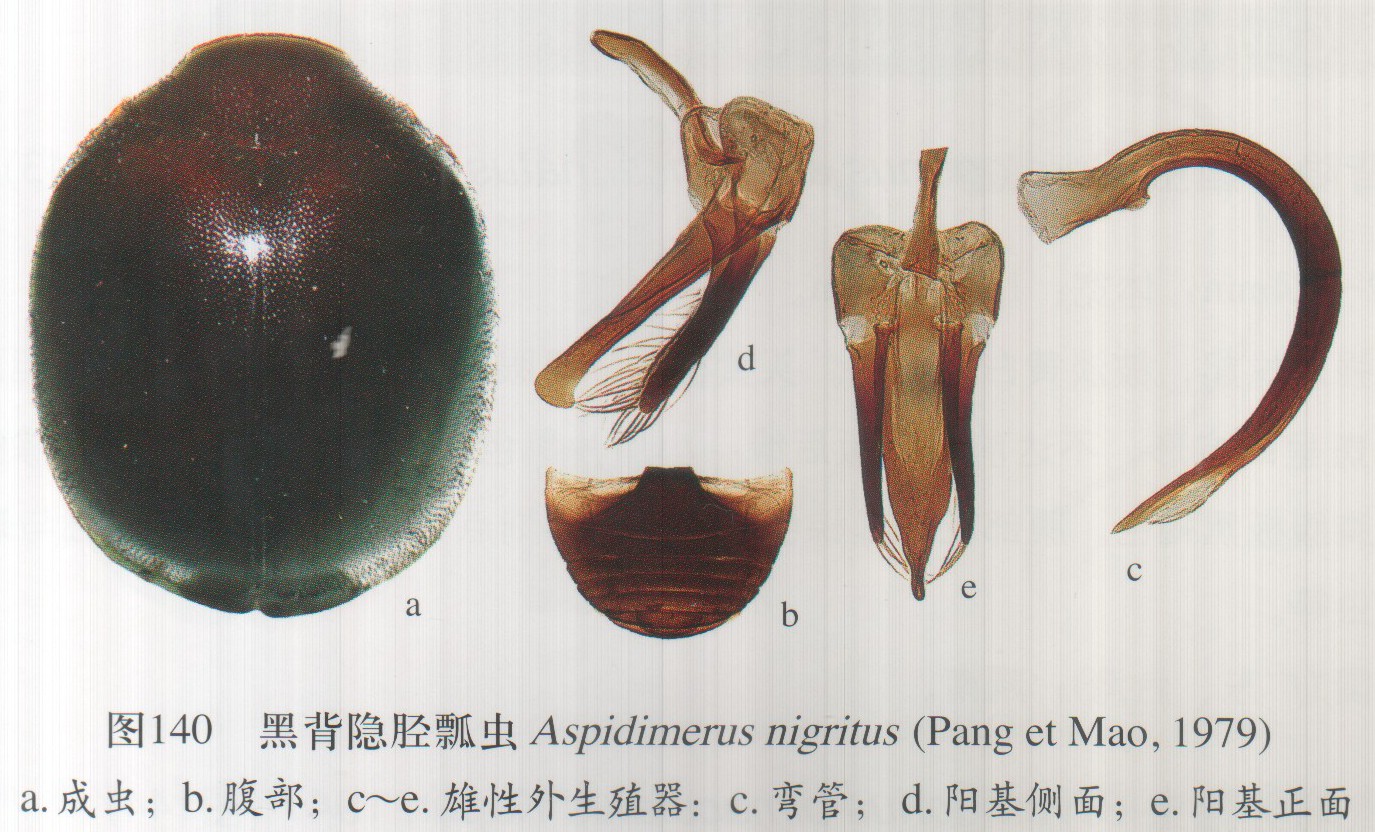 d
a
b
e
c
图140 黑背隐胫瓢虫 Aspidimerus nigritus (Pang et Mao, 1979)
a. 成虫；b. 腹部；c～e. 雄性外生殖器：c. 弯管；d. 阳基侧面；e. 阳基正面